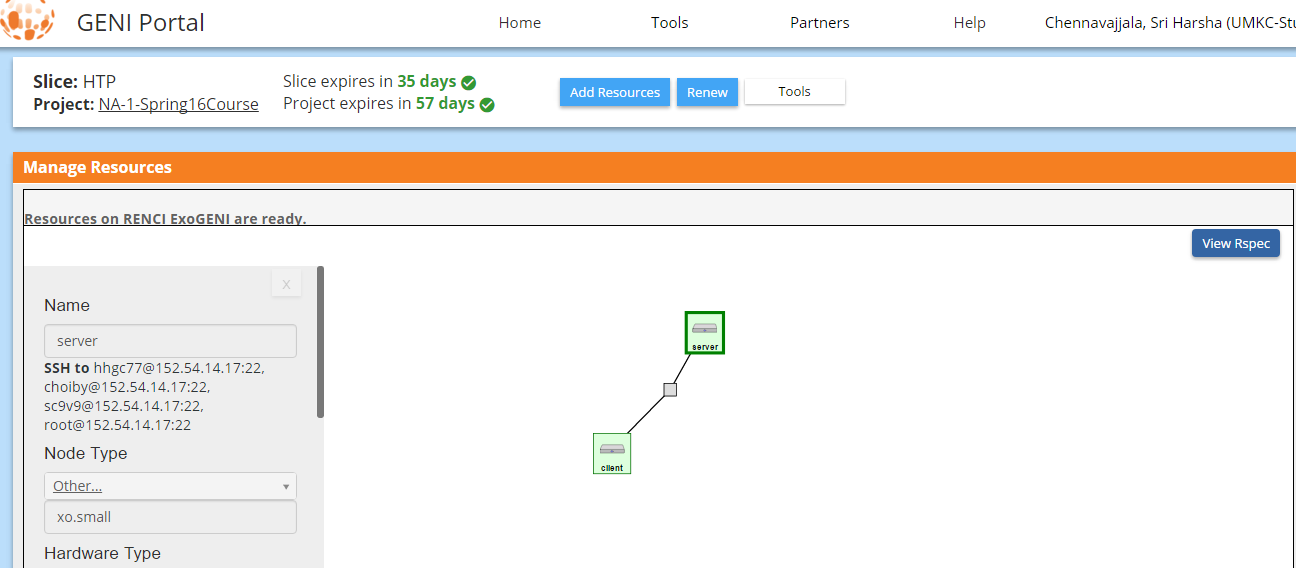 GENI Portal
Home
Tools
Partners
Help
Chennavajjala, Sri Harsha (UMKC-Stu
Slice: HTP
Project: NA-1-Spring16Course
Slice expires in 35 days
Project expires in 57 days
Add Resources
Renew
Tools
Manage Resources
Resources on RENCI ExoGENI are ready.
View Rspec
X
Name
server
SSH to hhgc77@152.54.14.17:22,
choiby@152.54.14.17:22,
sc9v9@152.54.14.17:22,
root@152.54.14.17:22
Node Type
Other...
xo.small
Hardware Type
server
client